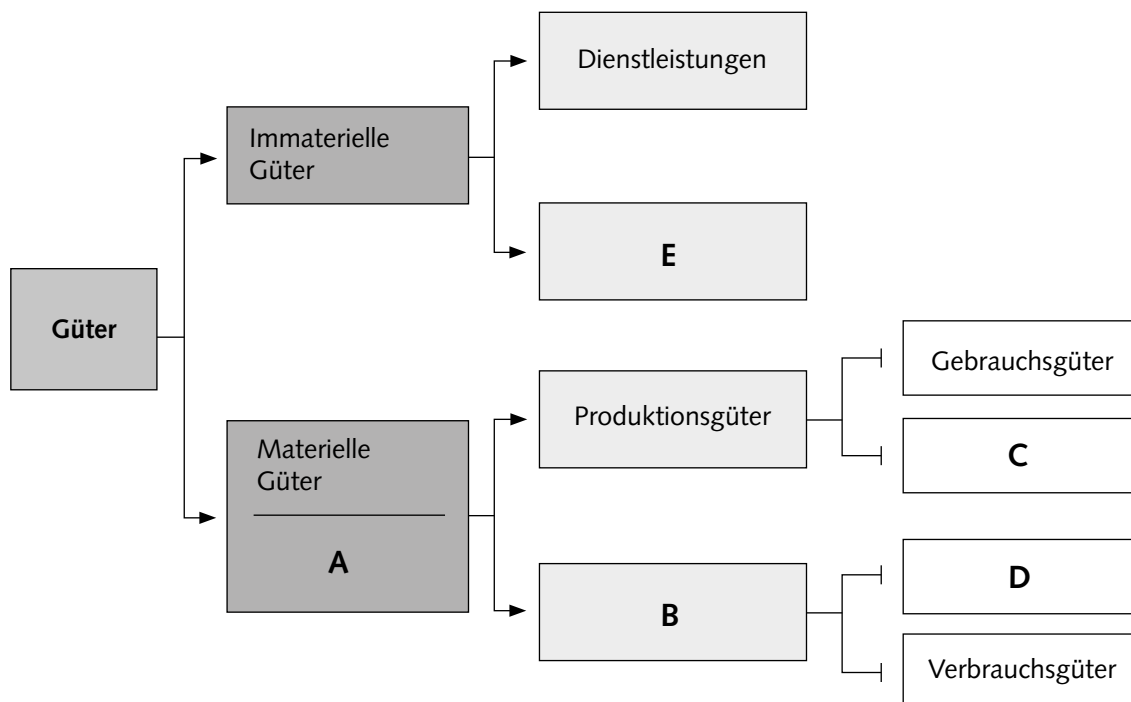 Dienstleistungen
Immaterielle
Güter
E
Güter
Gebrauchsgüter
Produktionsgüter
Materielle
Güter
C
A
D
B
Verbrauchsgüter